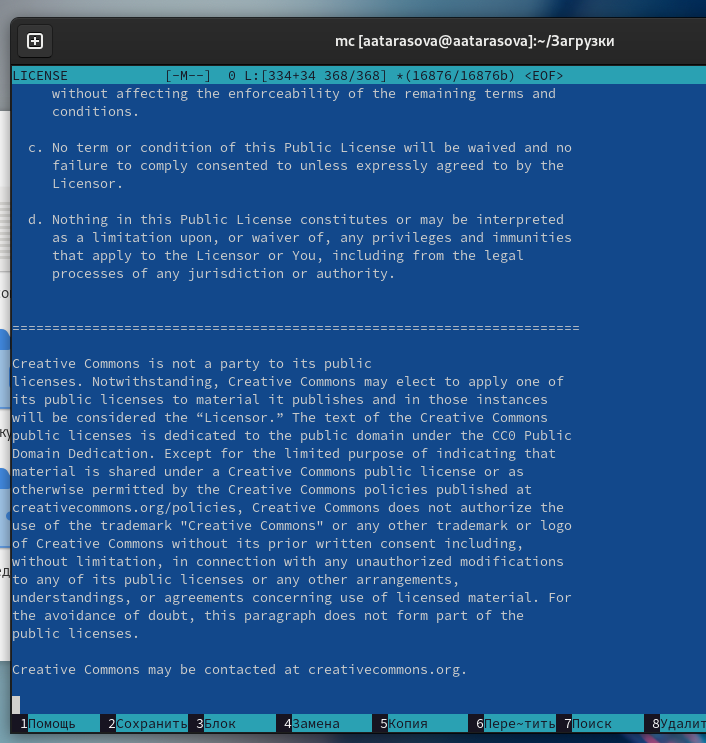 mc [aatarasova@aatarasova]:~/Загрузки
LICENSE [-M--] 0 L:[334+34 368/368] *(16876/16876b) <EOF>
without affecting the enforceability of the remaining terms and
conditions.
c. No term or condition of this Public License will be waived and no
failure to comply consented to unless expressly agreed to by the
Licensor.
d. Nothing in this Public License constitutes or may be interpreted
as a limitation upon, or waiver of, any privileges and immunities
that apply to the Licensor or You, including from the legal
processes of any jurisdiction or authority.
=======================================================================
Creative Commons is not a party to its public
licenses. Notwithstanding, Creative Commons may elect to apply one of
its public licenses to material it publishes and in those instances
will be considered the “Licensor.” The text of the Creative Commons
public licenses is dedicated to the public domain under the CC0 Public
Domain Dedication. Except for the limited purpose of indicating that
material is shared under a Creative Commons public license or as
otherwise permitted by the Creative Commons policies published at
creativecommons.org/policies, Creative Commons does not authorize the
use of the trademark "Creative Commons" or any other trademark or logo
of Creative Commons without its prior written consent including,
without limitation, in connection with any unauthorized modifications
to any of its public licenses or any other arrangements,
understandings, or agreements concerning use of licensed material. For
the avoidance of doubt, this paragraph does not form part of the
public licenses.
Creative Commons may be contacted at creativecommons.org.
1Помощь 2Сохранить 3Блок 4Замена 5Копия 6Пере~тить 7Поиск 8Удалит